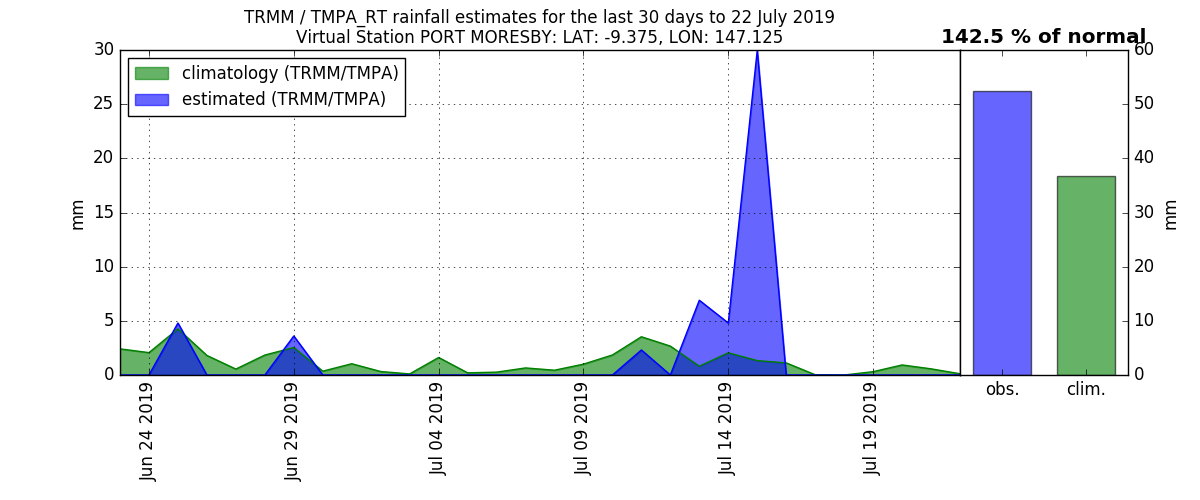 TRMM / TMPA_RT rainfall estimates for the last 30 days to 22 July 2019
Virtual Station PORT MORESBY: LAT: -9.375, LON: 147.125
142.5 % of normal
climatology (TRMM/TMPA)
estimated (TRMM/TMPA)
30
25
20
15
10
5
0
mm
Jun 24 2019
Jun 29 2019
Jul 04 2019
Jul 09 2019
Jul 14 2019
Jul 19 2019
obs.
clim.
60
50
40
30
20
10
0
mm